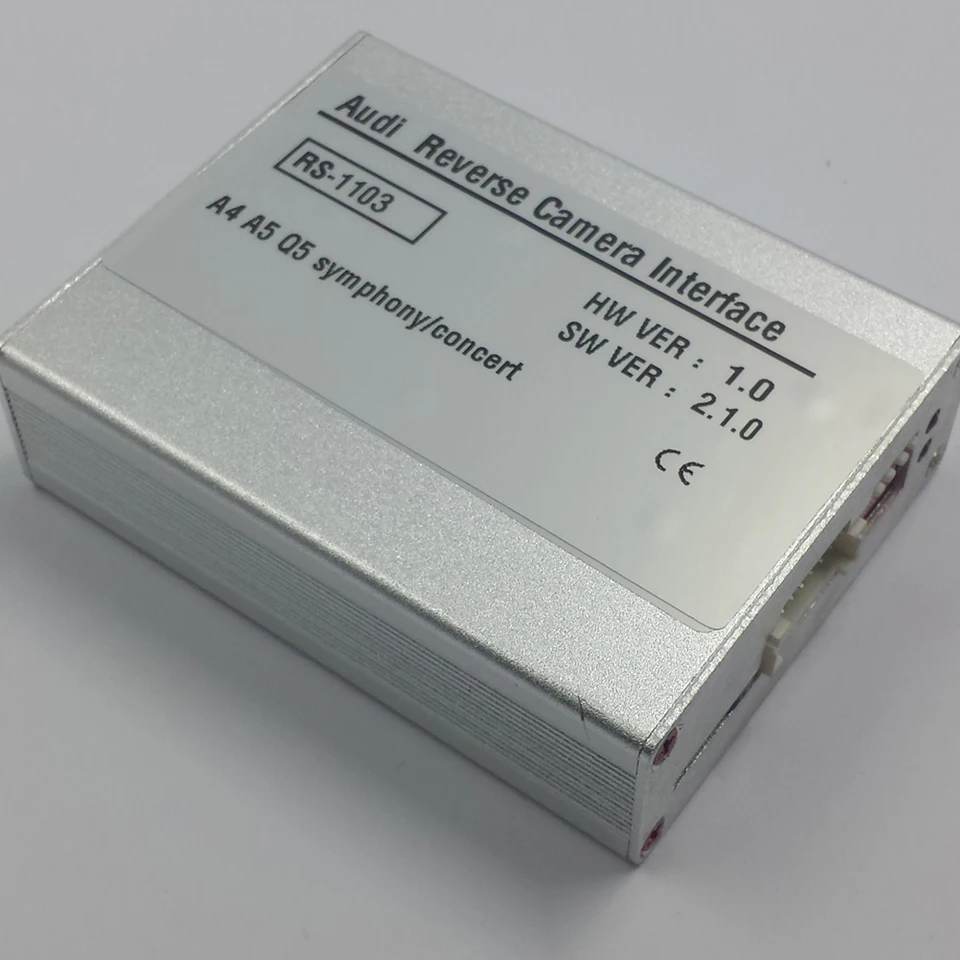 Audi Reverse Camera Interface
RS-1103
A4 A5 Q5 symphony/concert
HW VER : 1.0
SW VER : 2.1.0
CE